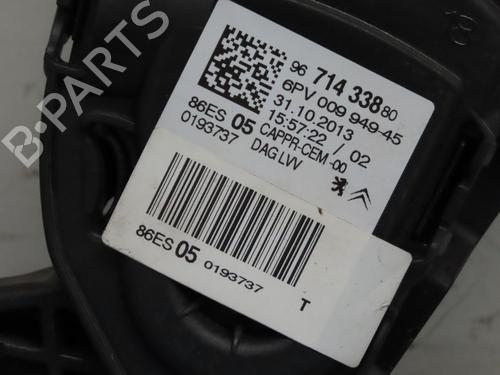 B-PARTS
18
96 714 338 80
6PV 009 949-45
31.10.2013
15:57:22 / 02
86ES 05 CAPPR-CEM-00
0193737 DAG LVV
86ES 05 0193737 T